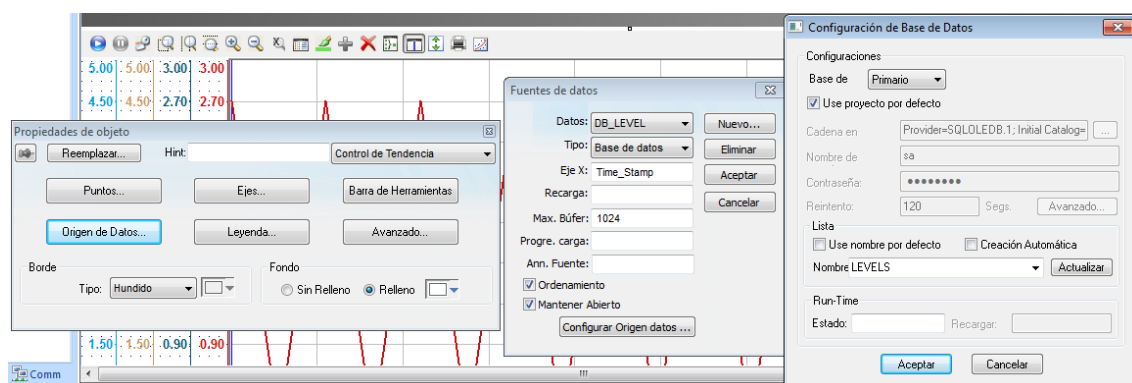 5.00 5.00 3.00 3.00
4.50 4.50 2.70 2.70
Propiedades de objeto
Reemplazar...
Hint:
Control de Tendencia
Puntos...
Ejes...
Barra de Herramientas
Origen de Datos...
Leyenda...
Avanzado...
Borde
Tipo: Hundido
Fondo
Sin Relleno
Relleno
1.50 1.50 0.90 0.90
Comm
Fuentes de datos
Datos: DB_LEVEL
Nuevo...
Tipo: Base de datos
Eliminar
Eje X: Time_Stamp
Aceptar
Recarga:
Cancelar
Max. Búfer: 1024
Progre. carga:
Ann. Fuente:
Ordenamiento
Mantener Abierto
Configurar Origen datos ...
Configuración de Base de Datos
Configuraciones
Base de Primario
Use proyecto por defecto
Cadena en Provider=SQLOLEDB.1; Initial Catalog= ...
Nombre de sa
Contraseña: ●●●●●●●●
Reintento: 120 Segs. Avanzado...
Lista
Use nombre por defecto
Creación Automática
Nombre LEVELS
Actualizar
Run-Time
Estado:
Recargar:
Aceptar
Cancelar